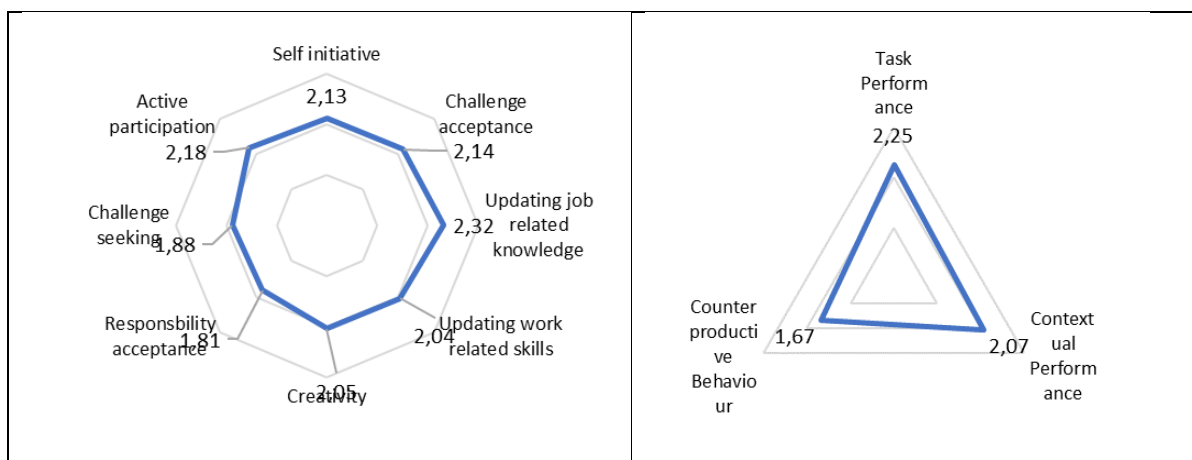 Self initiative
2,13
Active
participation
2,18
Challenge
acceptance
2,14
Challenge
seeking
1,88
Updating job
related
knowledge
2,32
Responsbility
acceptance
1,81
Updating work
related skills
2,04
Creativity
2,05
Task
Perform
ance
2,25
Counter
producti
ve
Behaviou
ur
1,67
Context
ual
Perform
ance
2,07